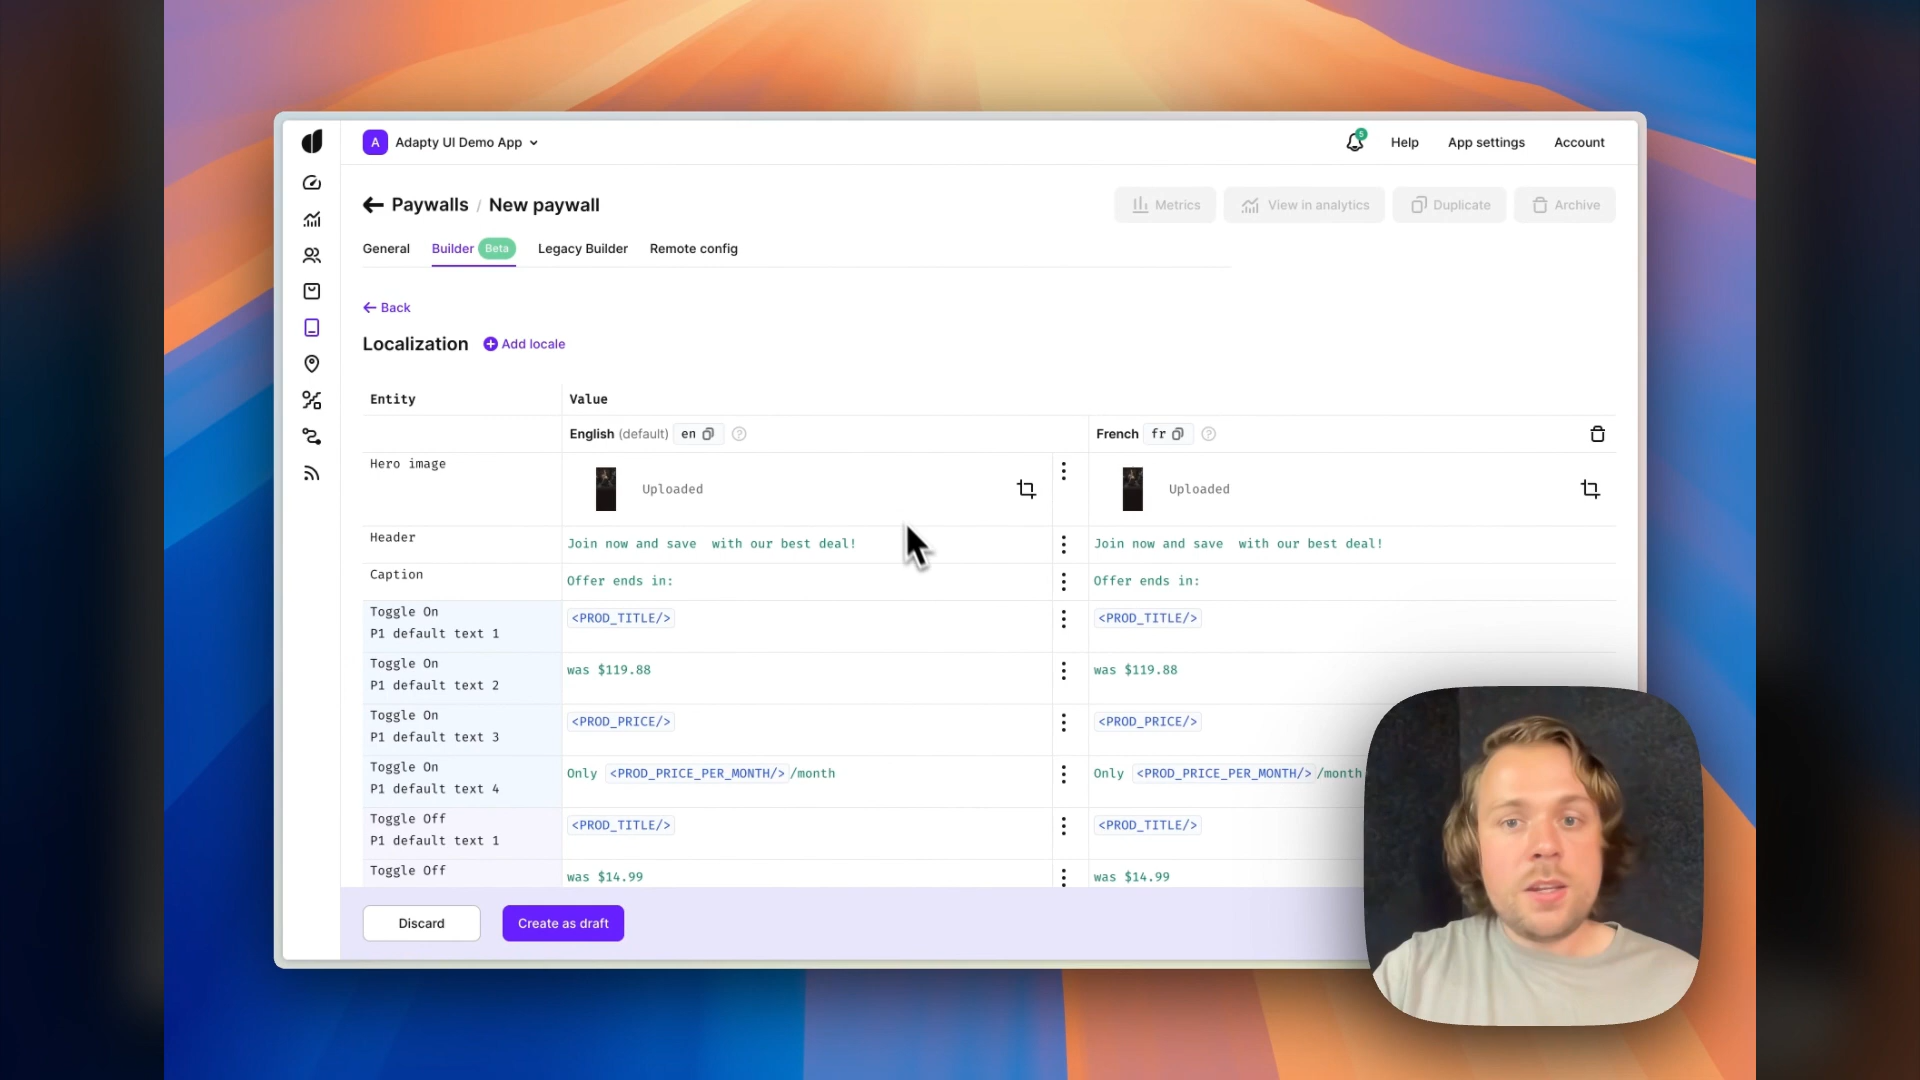 A Adapty UI Demo App
5
Help
App settings
Account
Paywalls / New paywall
Metrics
View in analytics
Duplicate
Archive
General
Builder Beta
Legacy Builder
Remote config
Back
Localization
Add locale
Entity
Value
English (default) en ?
French fr ?
Hero image
Uploaded
Uploaded
Header
Join now and save  with our best deal!
Join now and save  with our best deal!
Caption
Offer ends in:
Offer ends in:
Toggle On
P1 default text 1
<PROD_TITLE/>
<PROD_TITLE/>
Toggle On
P1 default text 2
was $119.88
was $119.88
Toggle On
P1 default text 3
<PROD_PRICE/>
<PROD_PRICE/>
Toggle On
P1 default text 4
Only <PROD_PRICE_PER_MONTH/> /month
Only <PROD_PRICE_PER_MONTH/> /month
Toggle Off
P1 default text 1
<PROD_TITLE/>
<PROD_TITLE/>
Toggle Off
was $14.99
was $14.99
Discard
Create as draft